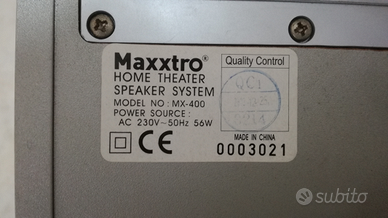 Maxxtro®
HOME THEATER
SPEAKER SYSTEM
MODEL NO : MX-400
POWER SOURCE :
AC 230V~50Hz 56W
CE
Quality Control
QC1
MADE IN CHINA
0003021
subito